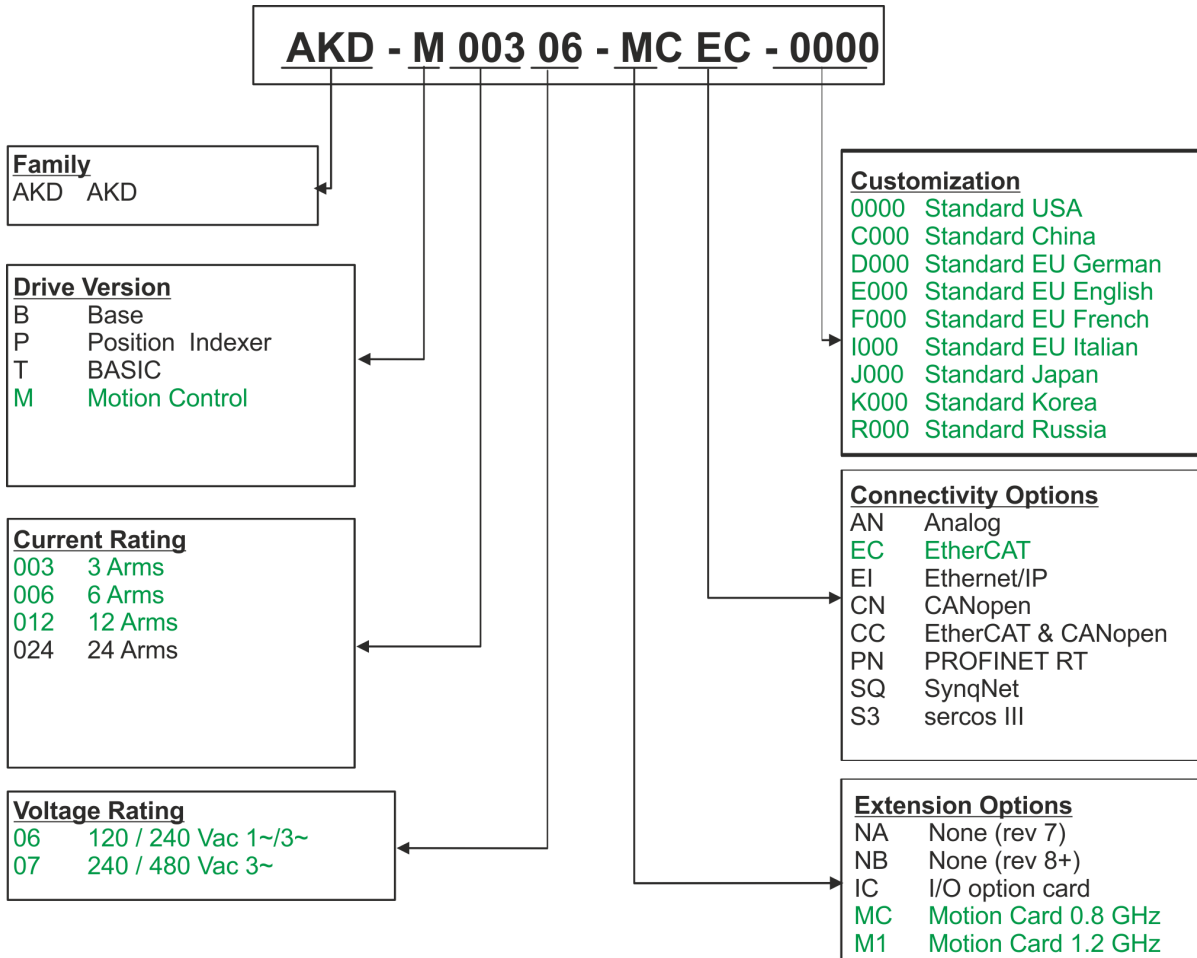 AKD - M 003 06 - MC EC - 0000
Family
AKD AKD
Drive Version
B Base
P Position Indexer
T BASIC
M Motion Control
Current Rating
003 3 Arms
006 6 Arms
012 12 Arms
024 24 Arms
Voltage Rating
06 120 / 240 Vac 1~/3~
07 240 / 480 Vac 3~
Customization
0000 Standard USA
C000 Standard China
D000 Standard EU German
E000 Standard EU English
F000 Standard EU French
I000 Standard EU Italian
J000 Standard Japan
K000 Standard Korea
R000 Standard Russia
Connectivity Options
AN Analog
EC EtherCAT
EI Ethernet/IP
CN CANopen
CC EtherCAT & CANopen
PN PROFINET RT
SQ SynqNet
S3 sercos III
Extension Options
NA None (rev 7)
NB None (rev 8+)
IC I/O option card
MC Motion Card 0.8 GHz
M1 Motion Card 1.2 GHz